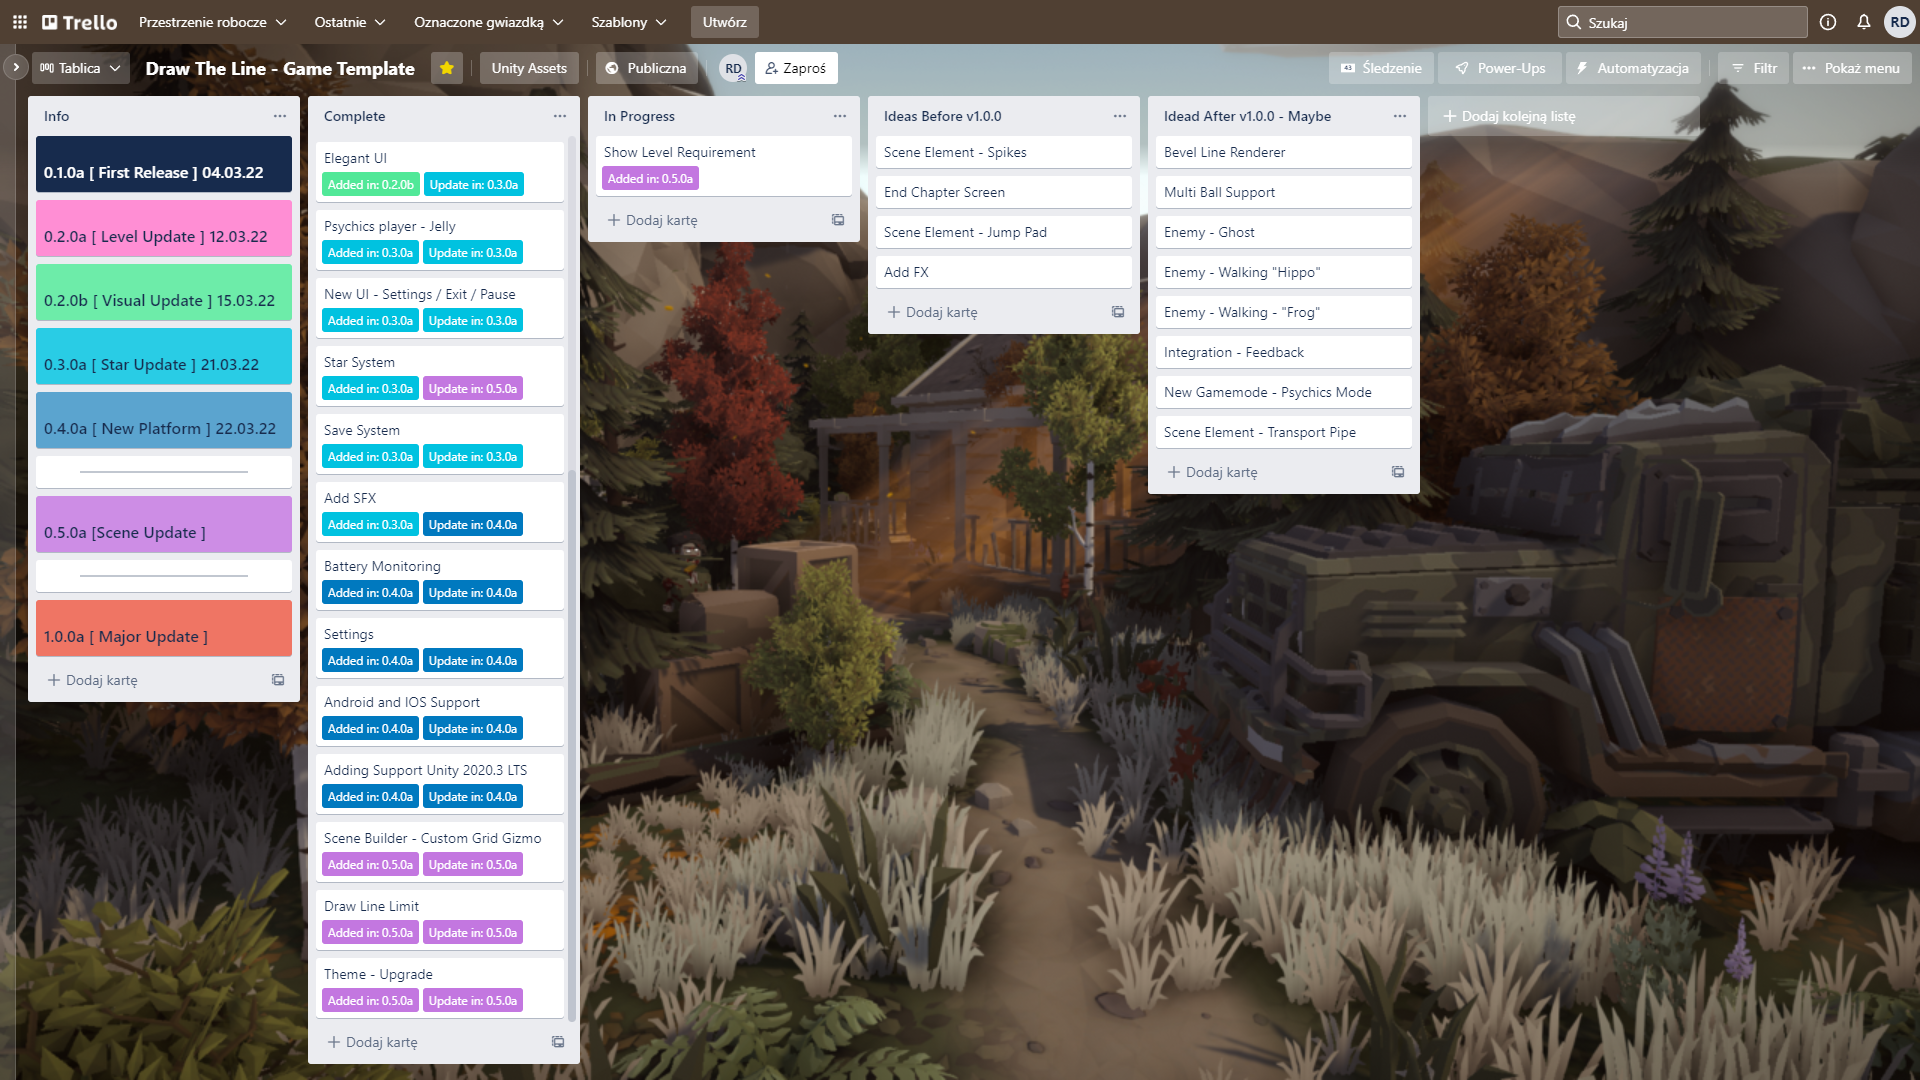 Trello
Przestrzenie robocze
Ostatnie
Oznaczone gwiazdką
Szablony
Utwórz
Szukaj
RD
Tablica
Draw The Line - Game Template
Unity Assets
Publiczna
RD
Zaproś
43
Śledzenie
Power-Ups
Automatyzacja
Filtr
Pokaż menu
Info
0.1.0a [ First Release ] 04.03.22
0.2.0a [ Level Update ] 12.03.22
0.2.0b [ Visual Update ] 15.03.22
0.3.0a [ Star Update ] 21.03.22
0.4.0a [ New Platform ] 22.03.22
0.5.0a [Scene Update ]
1.0.0a [ Major Update ]
Dodaj kartę
Complete
Elegant UI
Added in: 0.2.0b Update in: 0.3.0a
Psychics player - Jelly
Added in: 0.3.0a Update in: 0.3.0a
New UI - Settings / Exit / Pause
Added in: 0.3.0a Update in: 0.3.0a
Star System
Added in: 0.3.0a Update in: 0.5.0a
Save System
Added in: 0.3.0a Update in: 0.3.0a
Add SFX
Added in: 0.3.0a Update in: 0.4.0a
Battery Monitoring
Added in: 0.4.0a Update in: 0.4.0a
Settings
Added in: 0.4.0a Update in: 0.4.0a
Android and IOS Support
Added in: 0.4.0a Update in: 0.4.0a
Adding Support Unity 2020.3 LTS
Added in: 0.4.0a Update in: 0.4.0a
Scene Builder - Custom Grid Gizmo
Added in: 0.5.0a Update in: 0.5.0a
Draw Line Limit
Added in: 0.5.0a Update in: 0.5.0a
Theme - Upgrade
Added in: 0.5.0a Update in: 0.5.0a
Dodaj kartę
In Progress
Show Level Requirement
Added in: 0.5.0a
Dodaj kartę
Ideas Before v1.0.0
Scene Element - Spikes
End Chapter Screen
Scene Element - Jump Pad
Add FX
Dodaj kartę
Idead After v1.0.0 - Maybe
Bevel Line Renderer
Multi Ball Support
Enemy - Ghost
Enemy - Walking "Hippo"
Enemy - Walking - "Frog"
Integration - Feedback
New Gamemode - Psychics Mode
Scene Element - Transport Pipe
Dodaj kartę
Dodaj kolejną listę